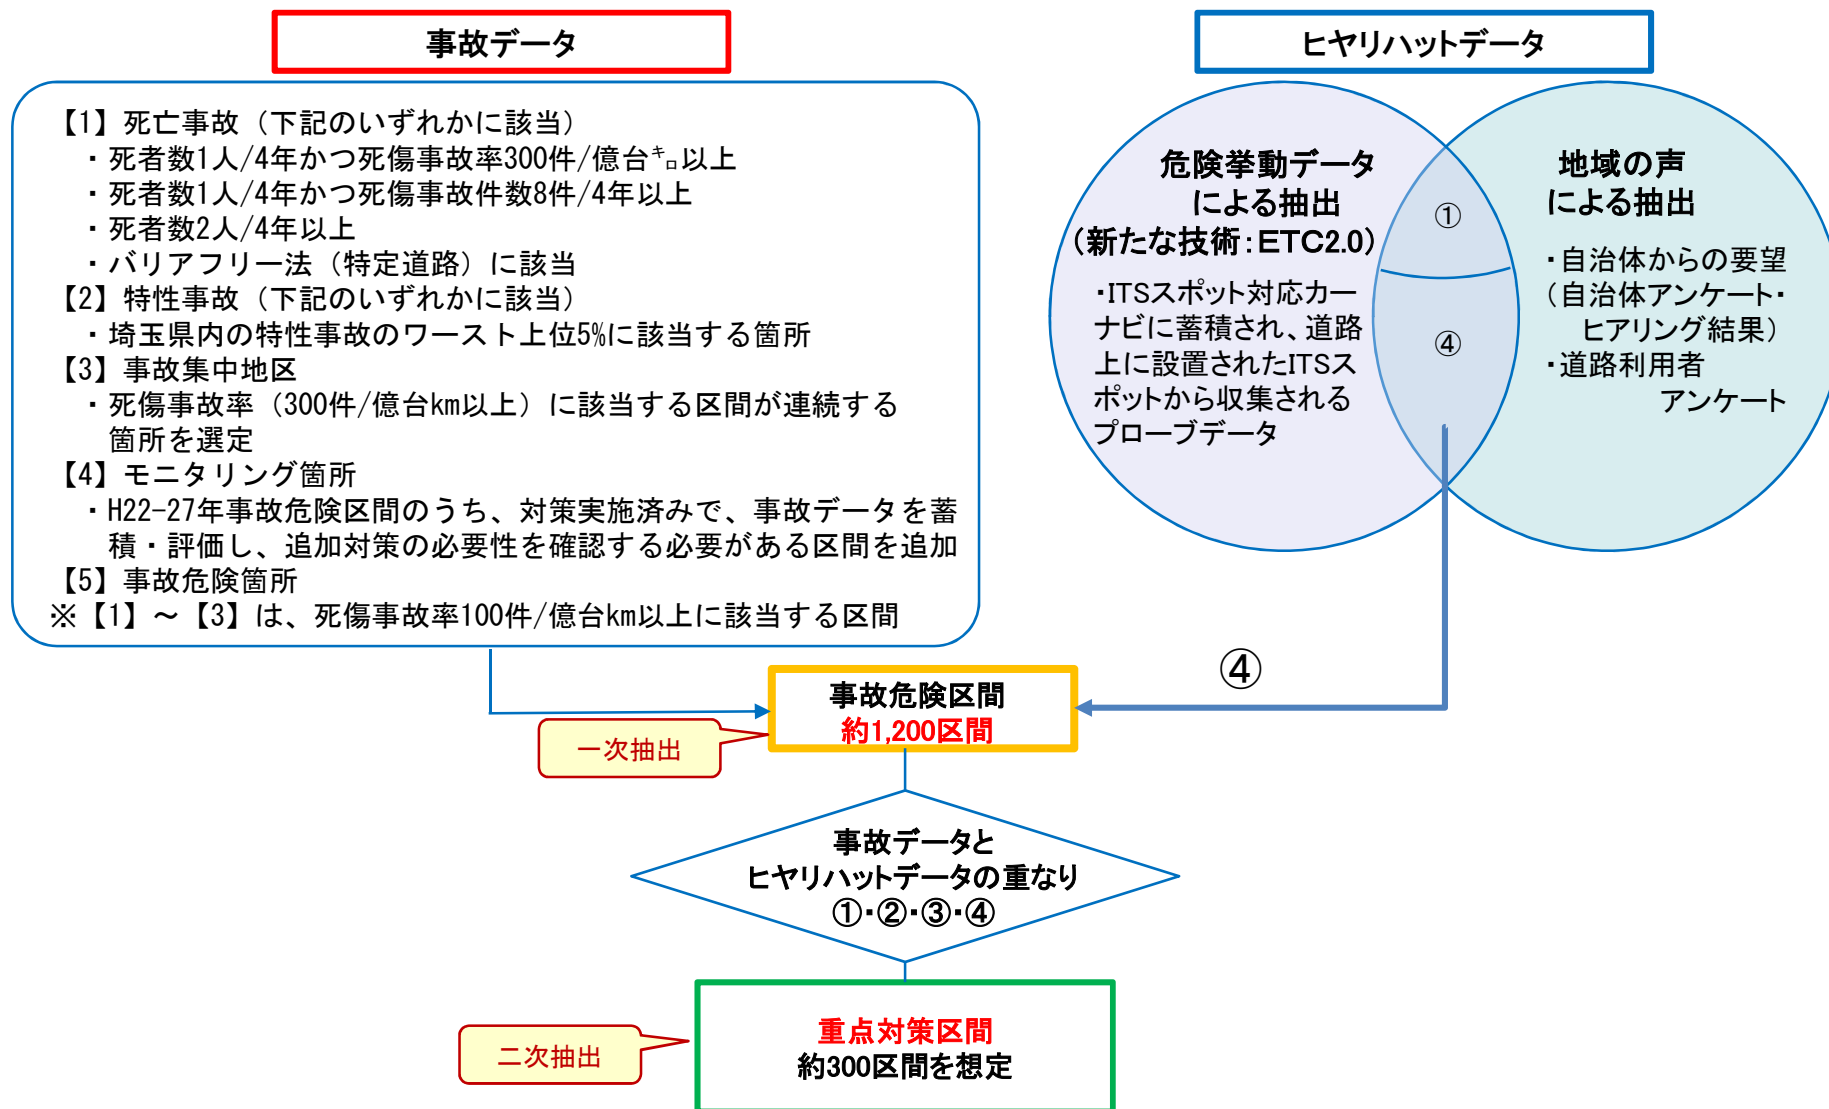 事故データ
【1】死亡事故（下記のいずれかに該当）
・死者数1人/4年かつ死傷事故率300件/億台㌔以上
・死者数1人/4年かつ死傷事故件数8件/4年以上
・死者数2人/4年以上
・バリアフリー法（特定道路）に該当
【2】特性事故（下記のいずれかに該当）
・埼玉県内の特性事故のワースト上位5%に該当する箇所
【3】事故集中地区
・死傷事故率（300件/億台km以上）に該当する区間が連続する
箇所を選定
【4】モニタリング箇所
・H22-27年事故危険区間のうち、対策実施済みで、事故データを蓄
積・評価し、追加対策の必要性を確認する必要がある区間を追加
【5】事故危険箇所
※【1】～【3】は、死傷事故率100件/億台km以上に該当する区間
ヒヤリハットデータ
危険挙動データ
による抽出
（新たな技術：ETC2.0）
・ITSスポット対応カー
ナビに蓄積され、道路
上に設置されたITSス
ポットから収集される
プローブデータ
①
④
地域の声
による抽出
・自治体からの要望
（自治体アンケート・
ヒアリング結果）
・道路利用者
アンケート
④
事故危険区間
約1,200区間
一次抽出
事故データと
ヒヤリハットデータの重なり
①・②・③・④
重点対策区間
約300区間を想定
二次抽出